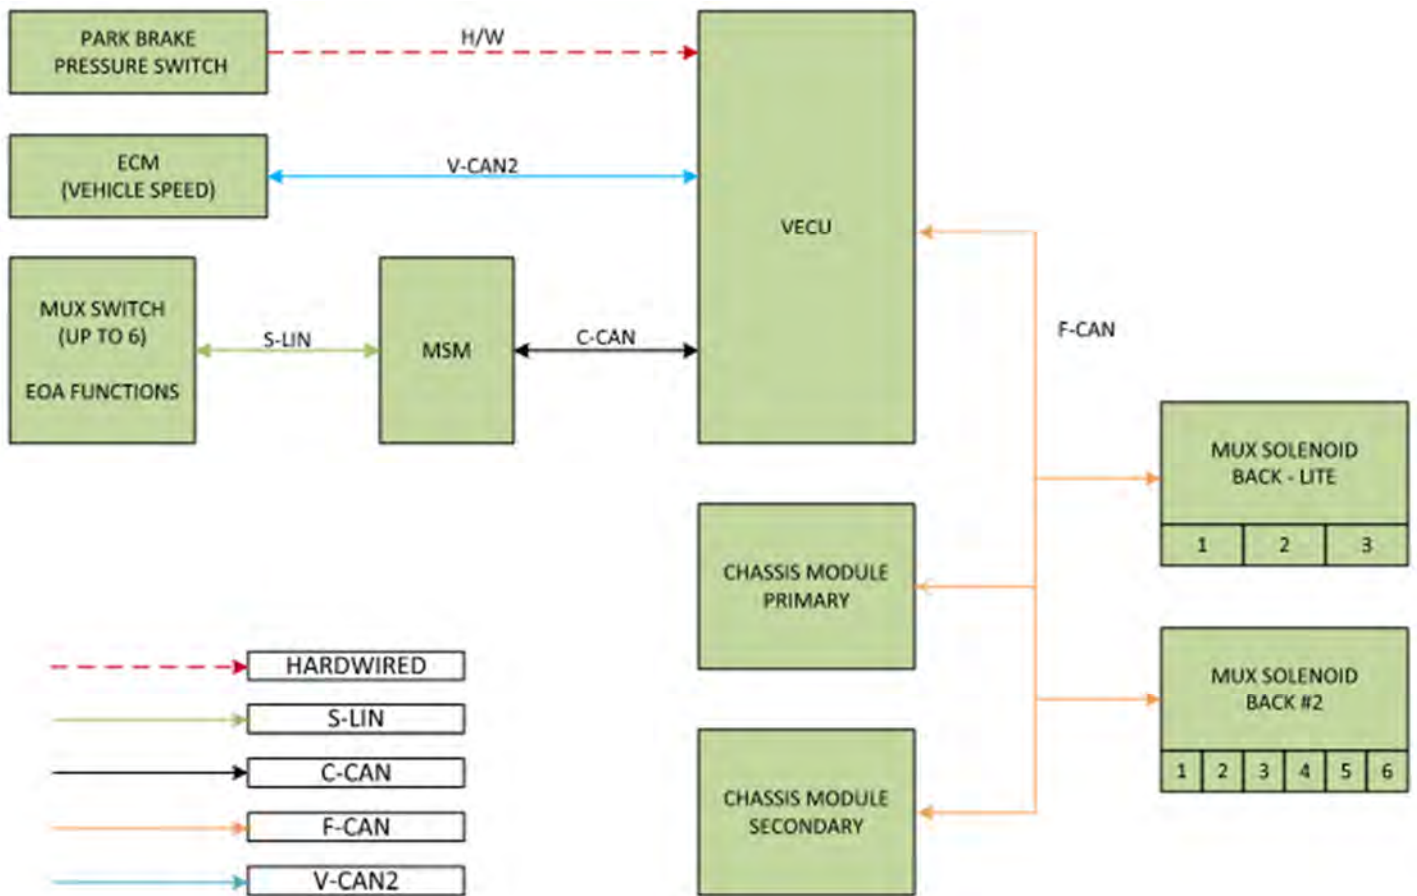 PARK BRAKE
PRESSURE SWITCH
H/W
ECM
(VEHICLE SPEED)
V-CAN2
VECU
MUX SWITCH
(UP TO 6)
EOA FUNCTIONS
S-LIN
MSM
C-CAN
F-CAN
MUX SOLENOID
BACK - LITE
1 2 3
CHASSIS MODULE
PRIMARY
MUX SOLENOID
BACK #2
1 2 3 4 5 6
CHASSIS MODULE
SECONDARY
HARDWIRED
S-LIN
C-CAN
F-CAN
V-CAN2